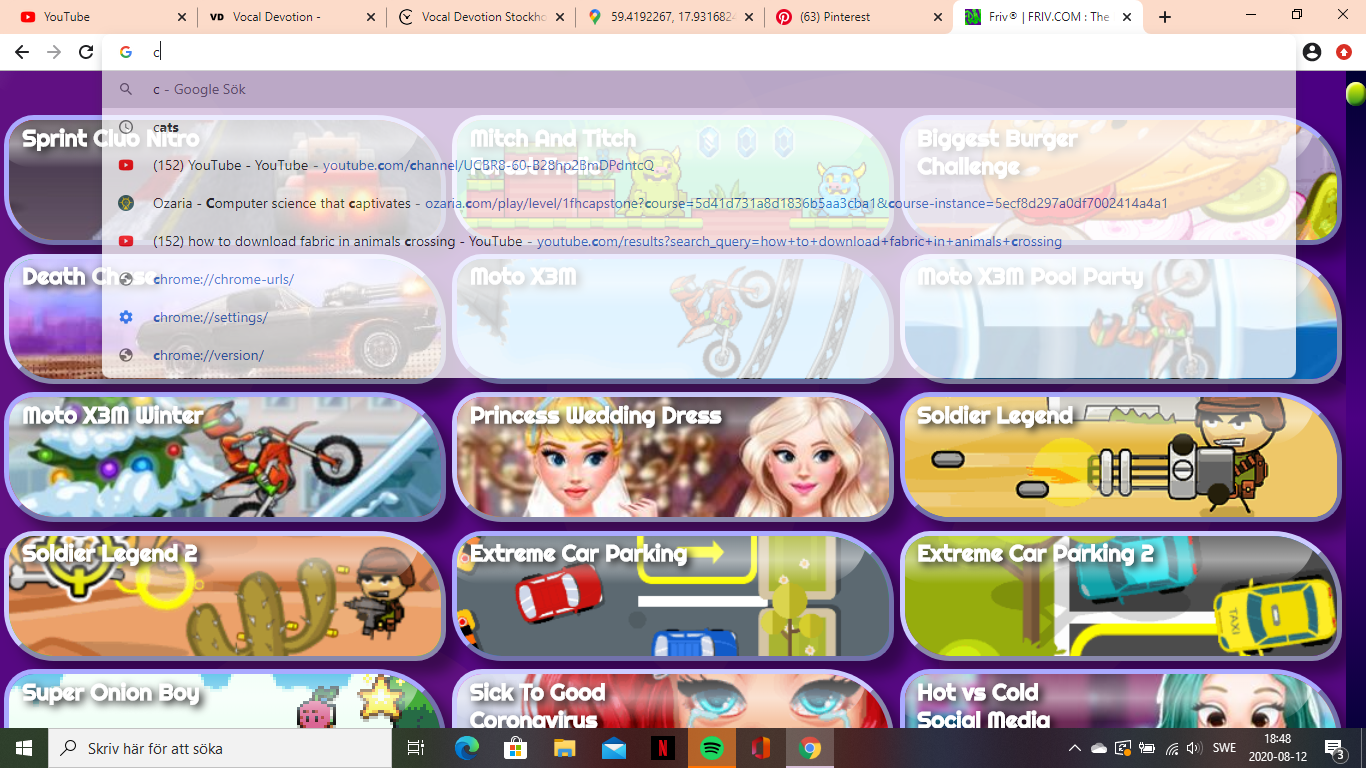 YouTube
VD Vocal Devotion -
Vocal Devotion Stockho
59.4192267, 17.9316824
(63) Pinterest
Friv® | FRIV.COM : The
c
c - Google Sök
cats
(152) YouTube - YouTube - youtube.com/channel/UCBR8-60-B28hp2BmDPdntcQ
Ozaria - Computer science that captivates - ozaria.com/play/level/1fhcapstone?course=5d41d731a8d1836b5aa3cba1&course-instance=5ecf8d297a0df7002414a4a1
(152) how to download fabric in animals crossing - YouTube - youtube.com/results?search_query=how+to+download+fabric+in+animals+crossing
chrome://chrome-urls/
chrome://settings/
chrome://version/
Sprint Club Nitro
Mitch And Titch
Biggest Burger
Challenge
Death Chase
Moto X3M
Moto X3M Pool Party
Moto X3M Winter
Princess Wedding Dress
Soldier Legend
Soldier Legend 2
Extreme Car Parking
Extreme Car Parking 2
TAXI
Super Onion Boy
Sick To Good
Coronavirus
Hot vs Cold
Social Media
Skriv här för att söka
N
SWE
18:48
2020-08-12
3